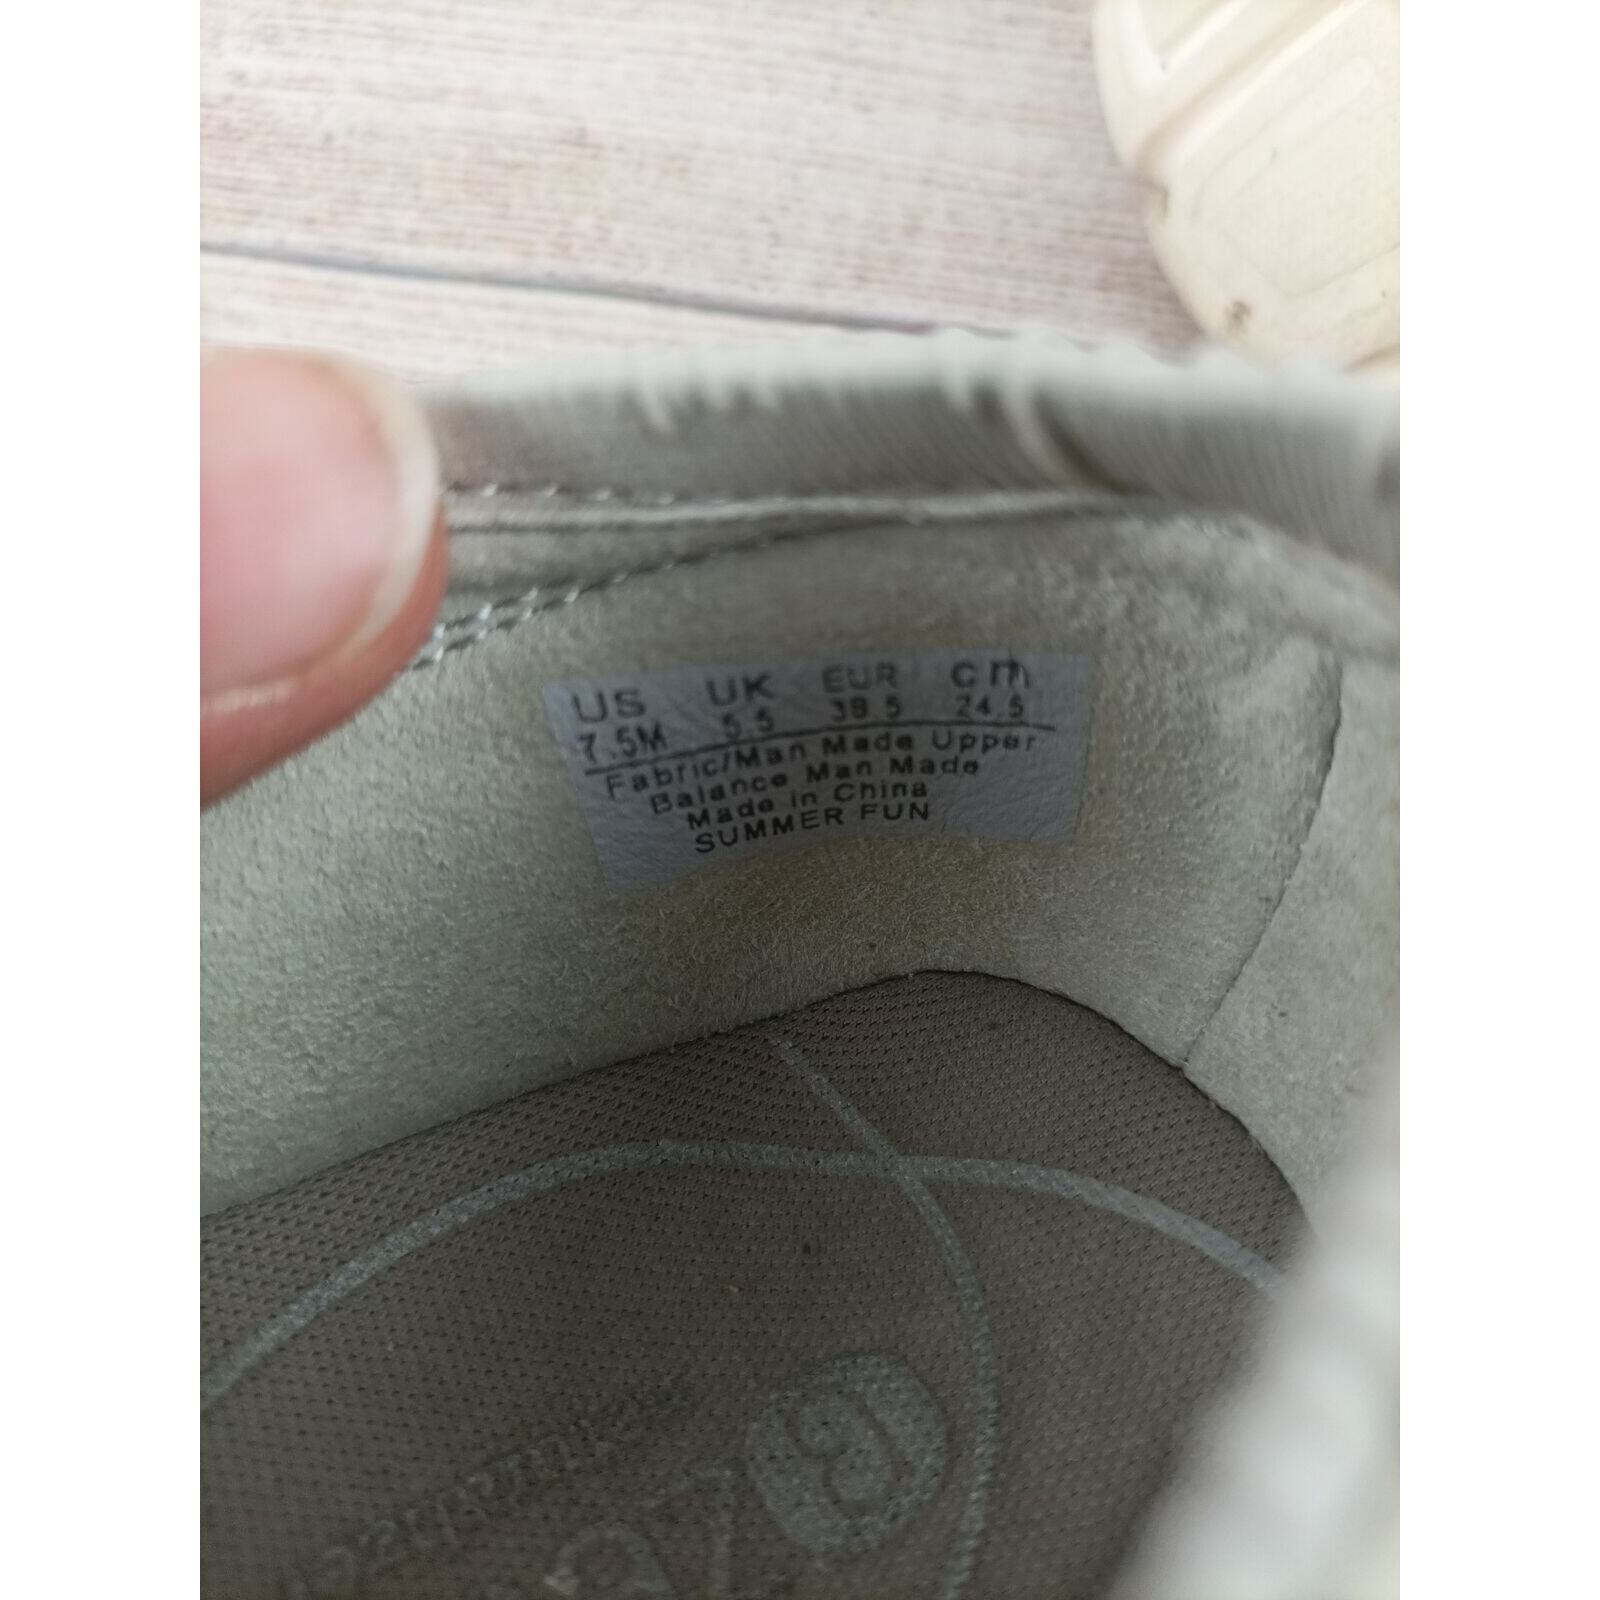 US UK EUR cm
7.5M 5.5 38.5 24.5
Fabric/Man Made Upper
Balance Man Made
Made in China
SUMMER FUN